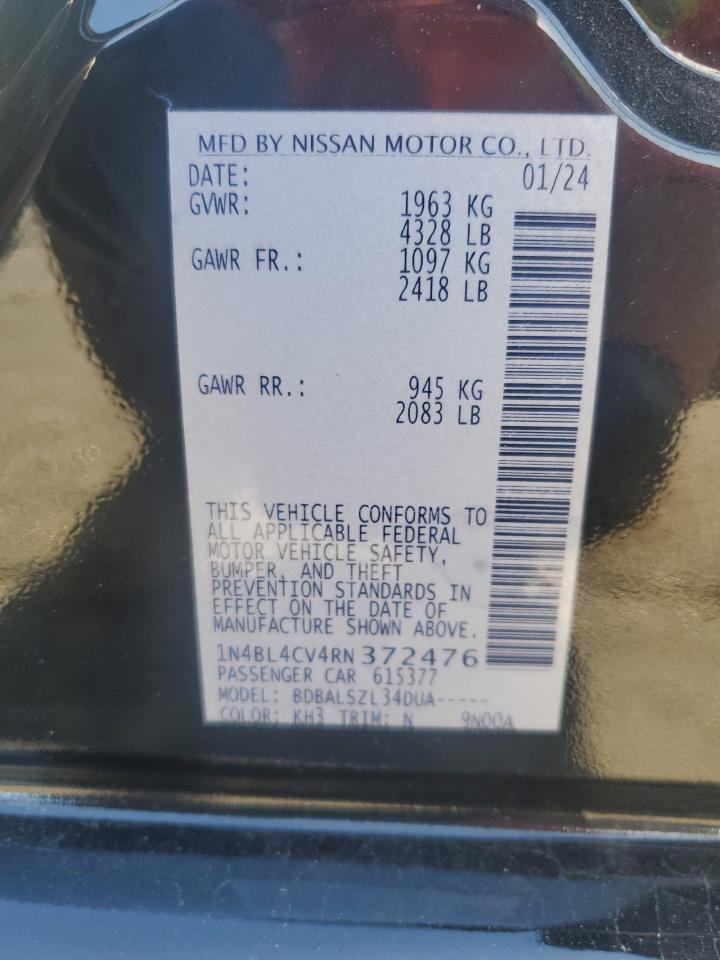 MFD BY NISSAN MOTOR CO., LTD.
DATE: 01/24
GVWR: 1963 KG
4328 LB
GAWR FR.: 1097 KG
2418 LB
GAWR RR.: 945 KG
2083 LB
THIS VEHICLE CONFORMS TO
ALL APPLICABLE FEDERAL
MOTOR VEHICLE SAFETY,
BUMPER, AND THEFT
PREVENTION STANDARDS IN
EFFECT ON THE DATE OF
MANUFACTURE SHOWN ABOVE.
1N4BL4CV4RN372476
PASSENGER CAR 615377
MODEL: BDBALSZL34DUA-----
COLOR: KH3 TRIM: N 9N00A